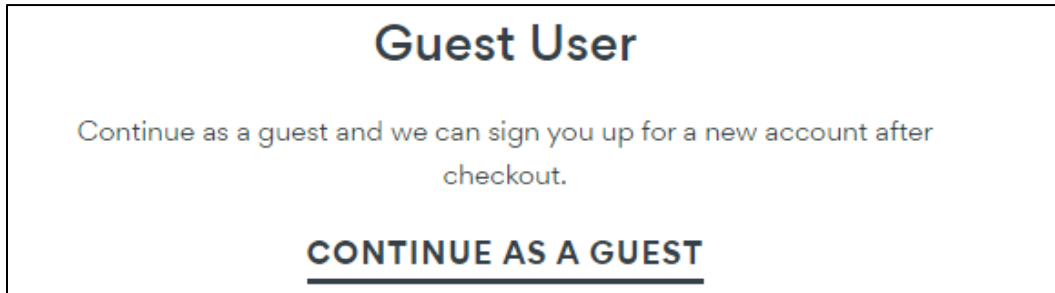 Guest User
Continue as a guest and we can sign you up for a new account after
checkout.
CONTINUE AS A GUEST